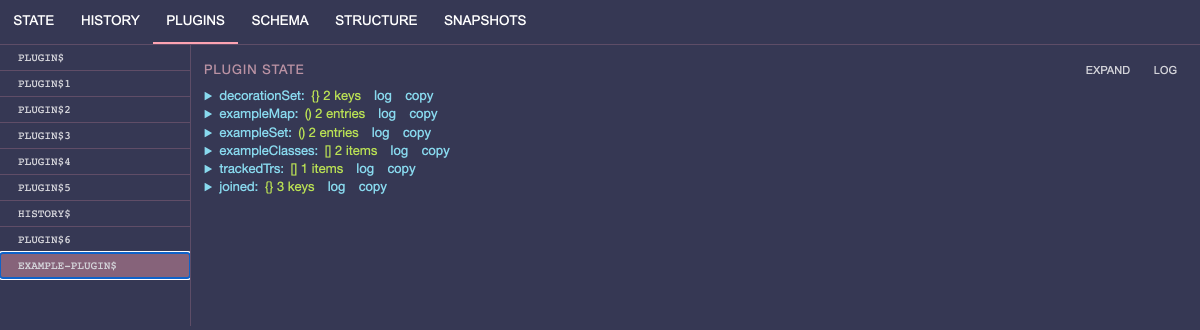 STATE HISTORY PLUGINS SCHEMA STRUCTURE SNAPSHOTS
PLUGIN$
PLUGIN$1
PLUGIN$2
PLUGIN$3
PLUGIN$4
PLUGIN$5
HISTORY$
PLUGIN$6
EXAMPLE-PLUGIN$
PLUGIN STATE EXPAND LOG
▶ decorationSet: {} 2 keys log copy
▶ exampleMap: () 2 entries log copy
▶ exampleSet: () 2 entries log copy
▶ exampleClasses: [] 2 items log copy
▶ trackedTrs: [] 1 items log copy
▶ joined: {} 3 keys log copy